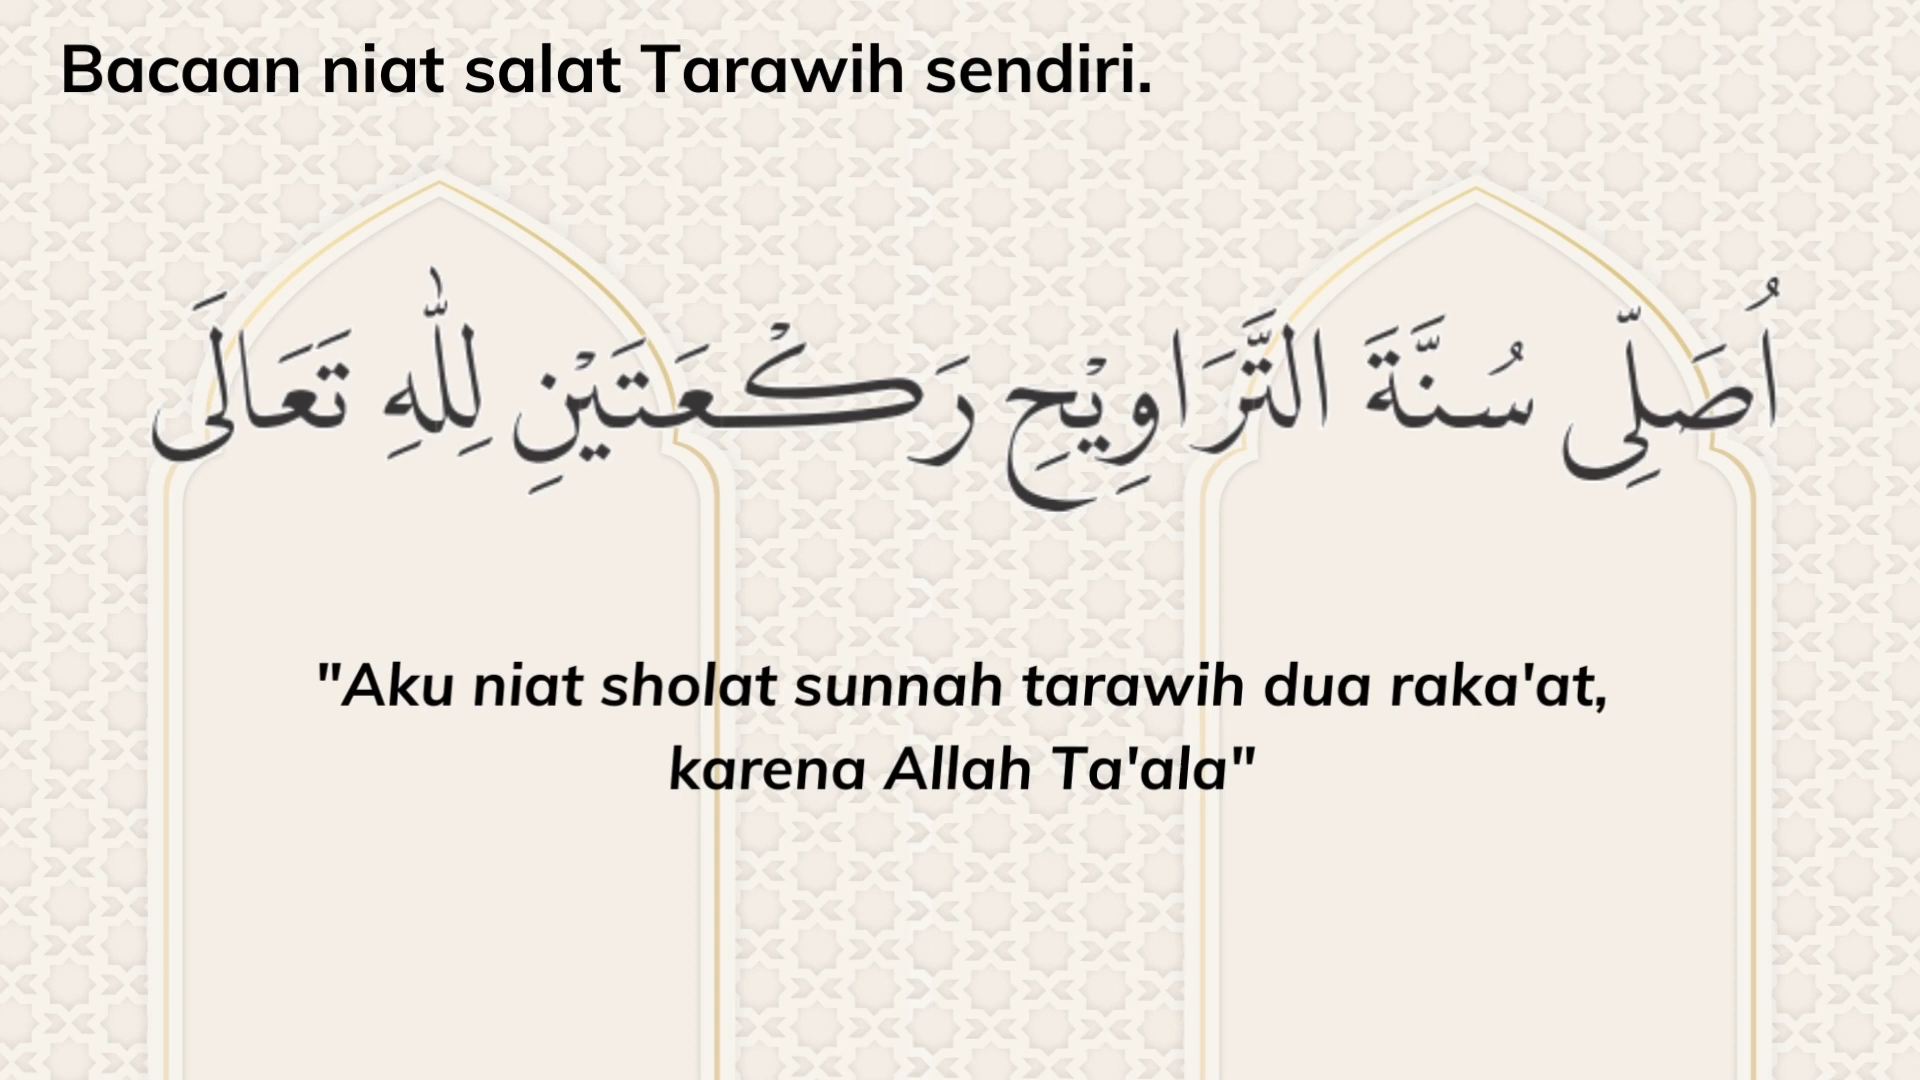 Bacaan niat salat Tarawih sendiri.
اُصَلِّى سُنَّةَ التَّرَاوِيْحِ رَكْعَتَيْنِ لِلّٰهِ تَعَالَى
"Aku niat sholat sunnah tarawih dua raka'at,
karena Allah Ta'ala"